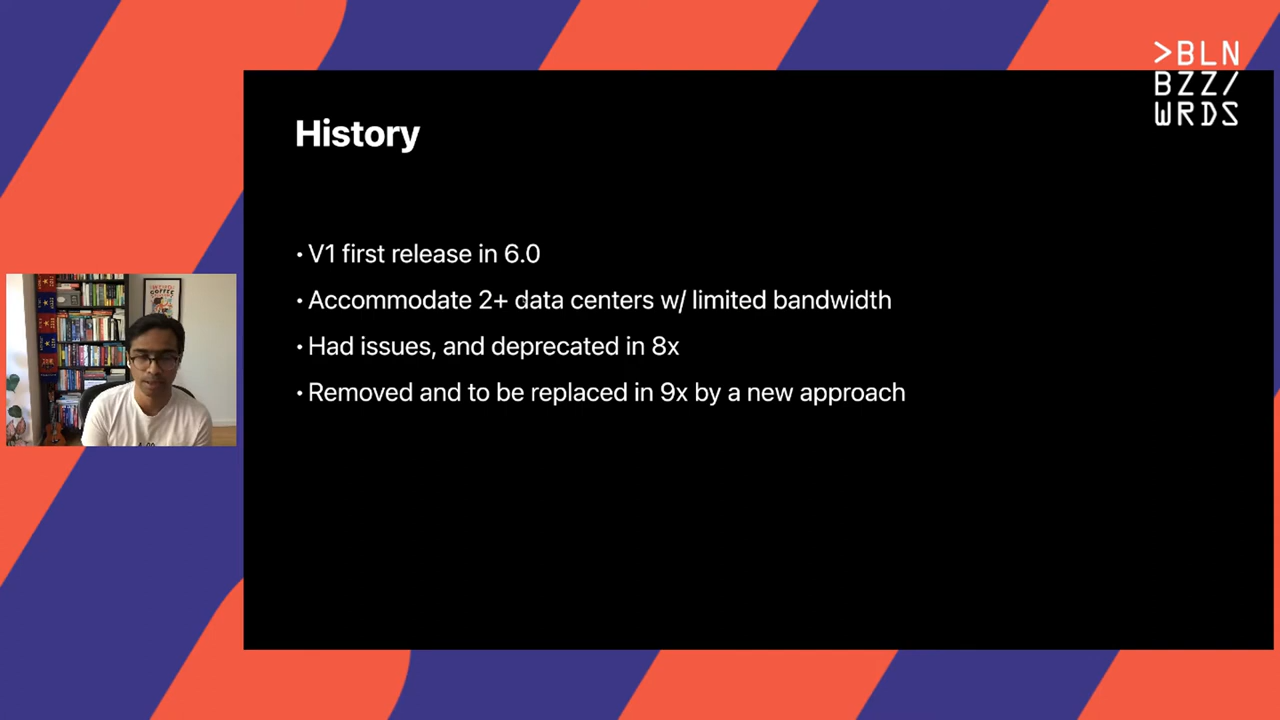 >BLN
BZZ/
WRDS
History
• V1 first release in 6.0
• Accommodate 2+ data centers w/ limited bandwidth
• Had issues, and deprecated in 8x
• Removed and to be replaced in 9x by a new approach
COFFEE